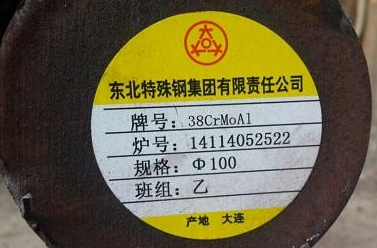 东北特殊钢集团有限责任公司
牌号:38CrMoAl
炉号:14114052522
规格:Φ100
班组:乙
产地 大连